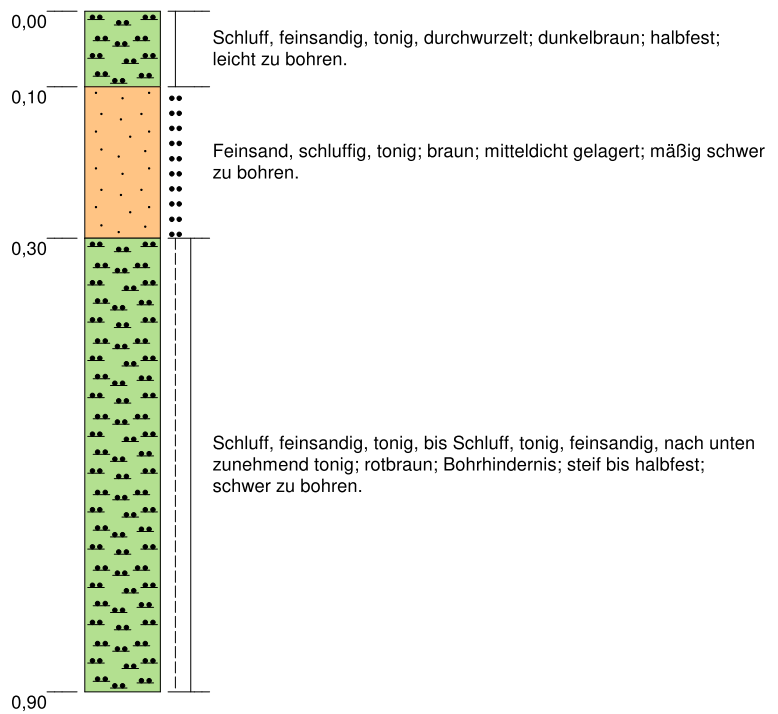 0,00
Schluff, feinsandig, tonig, durchwurzelt; dunkelbraun; halbfest;
leicht zu bohren.
0,10
Feinsand, schluffig, tonig; braun; mitteldicht gelagert; mäßig schwer
zu bohren.
0,30
Schluff, feinsandig, tonig, bis Schluff, tonig, feinsandig, nach unten
zunehmend tonig; rotbraun; Bohrhindernis; steif bis halbfest;
schwer zu bohren.
0,90